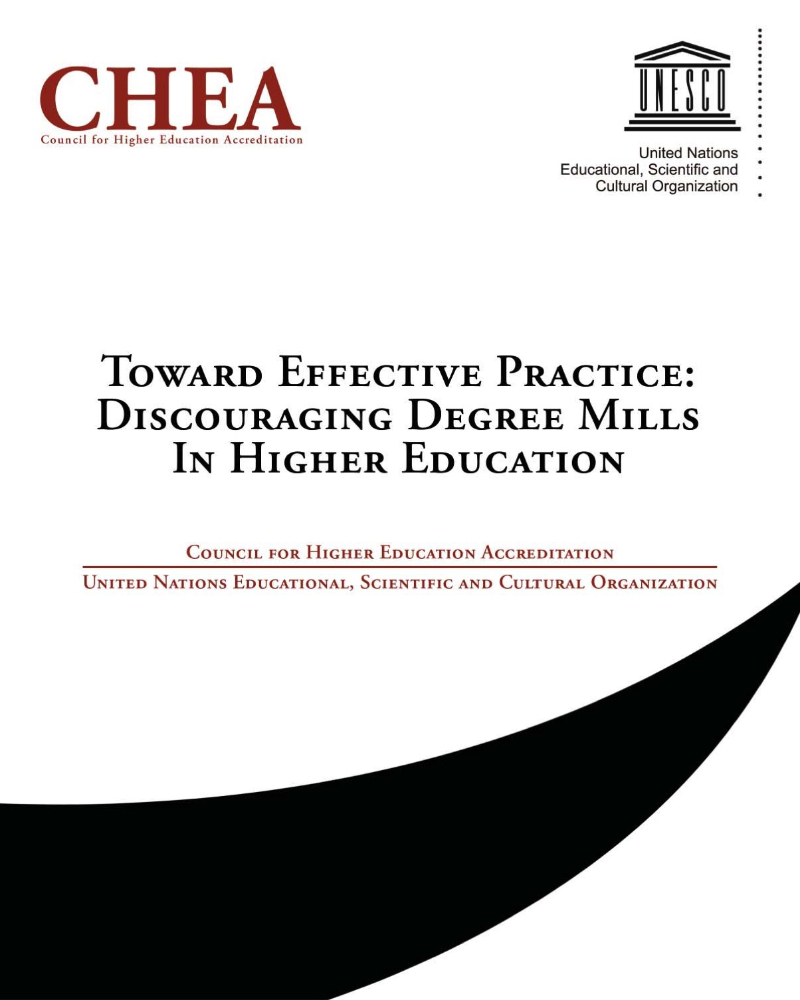 CHEA
Council for Higher Education Accreditation
UNESCO
United Nations
Educational, Scientific and
Cultural Organization
Toward Effective Practice:
Discouraging Degree Mills
In Higher Education
Council for Higher Education Accreditation
United Nations Educational, Scientific and Cultural Organization